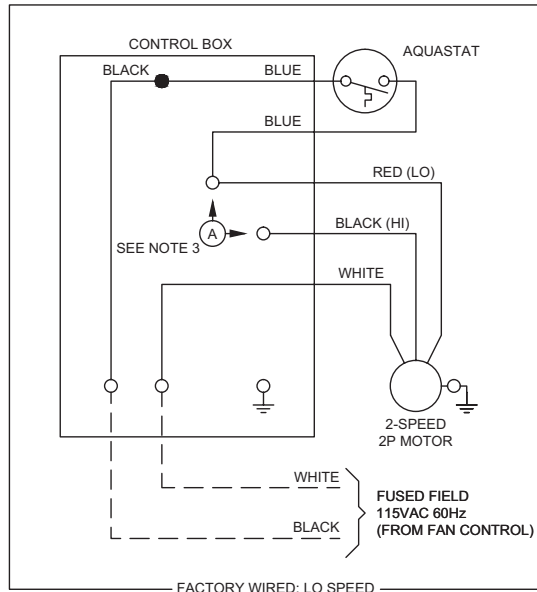 CONTROL BOX
AQUASTAT
BLACK
BLUE
BLUE
RED (LO)
BLACK (HI)
A
SEE NOTE 3
WHITE
2-SPEED
2P MOTOR
WHITE
BLACK
FUSED FIELD
115VAC 60Hz
(FROM FAN CONTROL)
FACTORY WIRED: LO SPEED